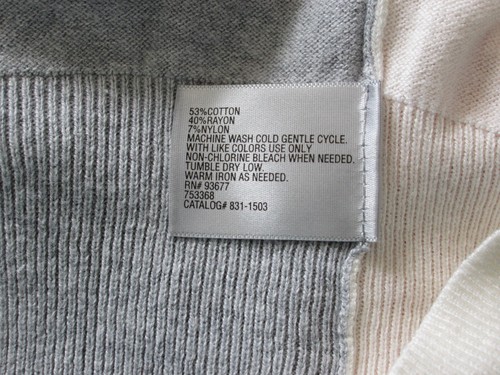 53%COTTON
40%RAYON
7%NYLON
MACHINE WASH COLD GENTLE CYCLE.
WITH LIKE COLORS USE ONLY
NON-CHLORINE BLEACH WHEN NEEDED.
TUMBLE DRY LOW.
WARM IRON AS NEEDED.
RN# 93677
753368
CATALOG# 831-1503